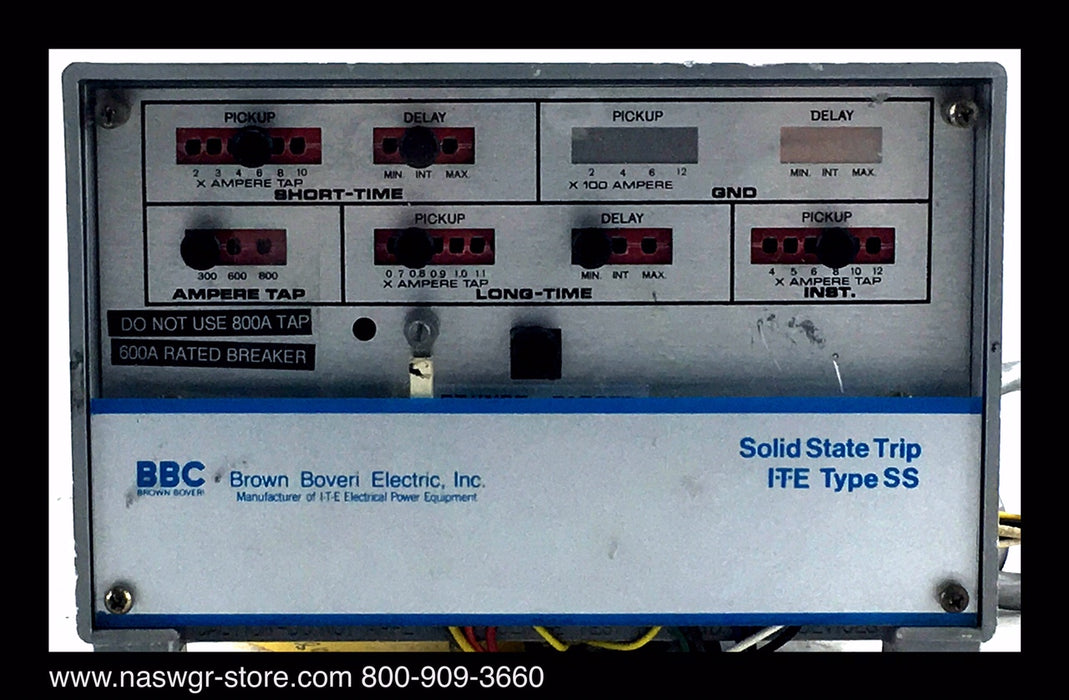 PICKUP
2 3 4 6 8 10
X AMPERE TAP
DELAY
MIN. INT MAX.
SHORT-TIME
PICKUP
2 4 6 12
X 100 AMPERE
DELAY
MIN. INT MAX.
GND
300 600 800
AMPERE TAP
PICKUP
0.7 0.8 0.9 1.0 1.1
X AMPERE TAP
DELAY
MIN. INT MAX.
LONG-TIME
PICKUP
4 5 6 8 10 12
X AMPERE TAP
INST.
DO NOT USE 800A TAP
600A RATED BREAKER
BBC
BROWN BOVERI
Brown Boveri Electric, Inc.
Manufacturer of I-T-E Electrical Power Equipment
Solid State Trip
I-T-E Type SS
www.naswgr-store.com 800-909-3660